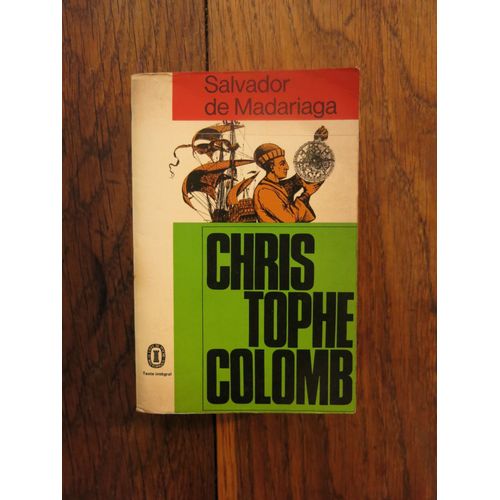 Salvador
de Madariaga
CHRIS
TOPHE
COLOMB
Texte intégral